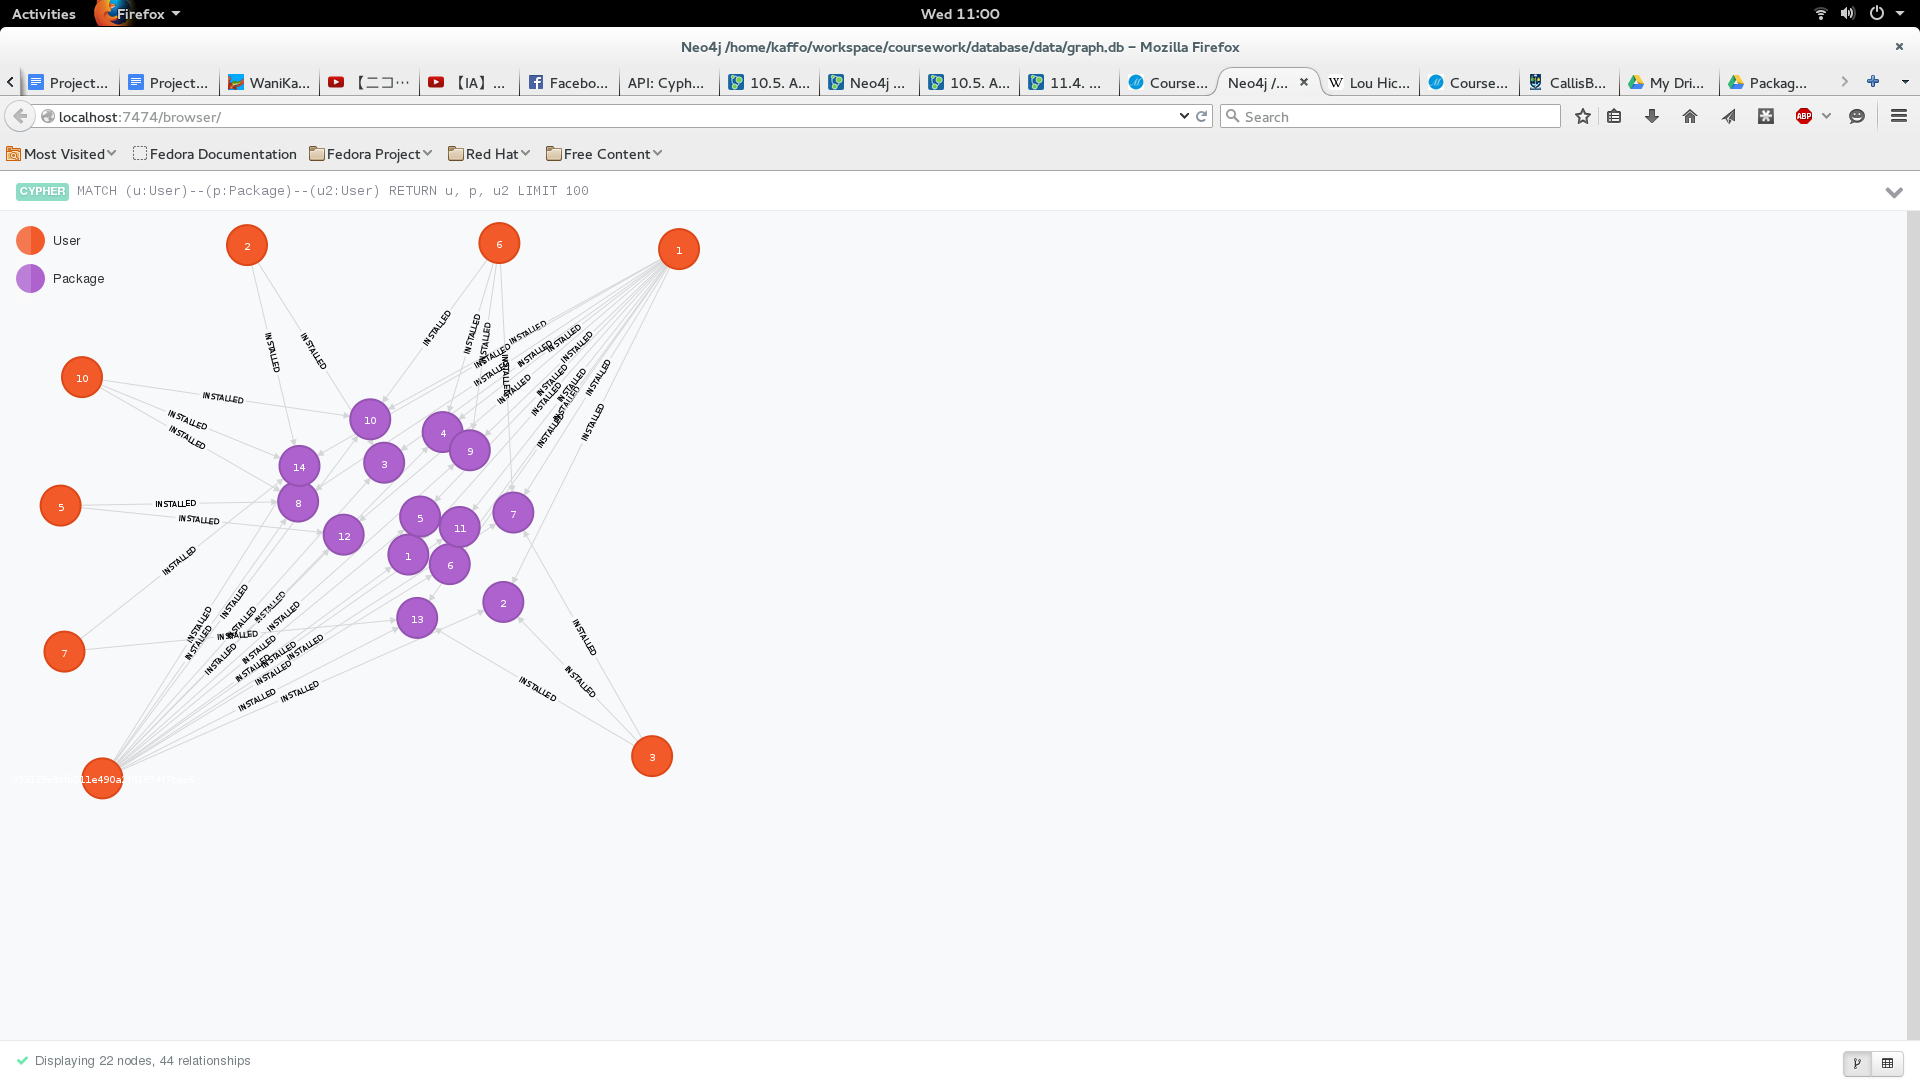 Activities Firefox Wed 11:00
Neo4j /home/kaffo/workspace/coursework/database/data/graph.db – Mozilla Firefox
Project... Project... WaniKa... 【ニコ… 【IA】... Facebo... API: Cyph... 10.5. A... Neo4j ... 10.5. A... 11.4. ... Course... Neo4j /... Lou Hic... Course... CallisB... My Dri... Packag...
localhost:7474/browser/ Search ABP
Most Visited Fedora Documentation Fedora Project Red Hat Free Content
CYPHER MATCH (u:User)--(p:Package)--(u2:User) RETURN u, p, u2 LIMIT 100
User
Package
2 6 1
INSTALLED INSTALLED INSTALLED INSTALLED INSTALLED INSTALLED
INSTALLED INSTALLED INSTALLED INSTALLED INSTALLED INSTALLED
10
INSTALLED INSTALLED INSTALLED INSTALLED INSTALLED INSTALLED
INSTALLED INSTALLED INSTALLED INSTALLED INSTALLED
10 4 9
14 3
8
5 INSTALLED INSTALLED
12 5 11 7
1 6
INSTALLED
2
13
7 INSTALLED
INSTALLED INSTALLED INSTALLED INSTALLED INSTALLED
INSTALLED INSTALLED INSTALLED INSTALLED INSTALLED
INSTALLED INSTALLED INSTALLED INSTALLED
INSTALLED INSTALLED INSTALLED
3
Displaying 22 nodes, 44 relationships